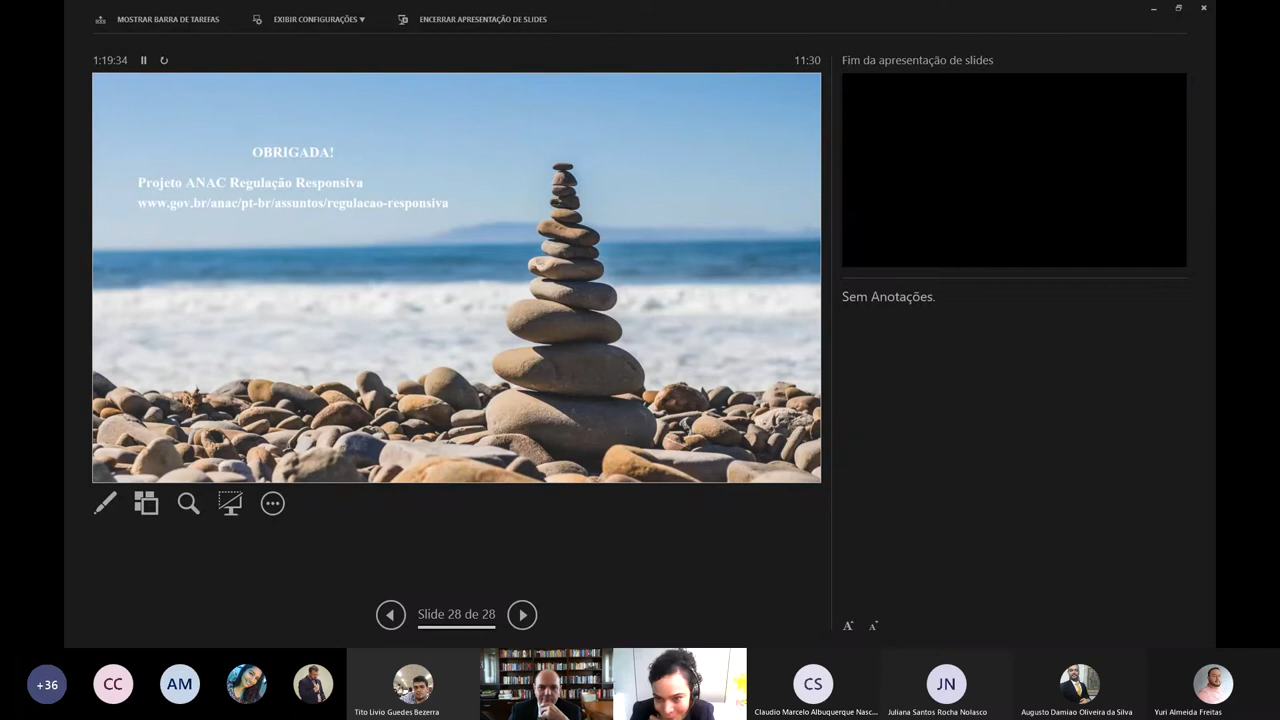 MOSTRAR BARRA DE TAREFAS
EXIBIR CONFIGURAÇÕES ▼
ENCERRAR APRESENTAÇÃO DE SLIDES
1:19:34
11:30
Fim da apresentação de slides
OBRIGADA!
Projeto ANAC Regulação Responsiva
www.gov.br/anac/pt-br/assuntos/regulacao-responsiva
Sem Anotações.
Slide 28 de 28
A
A
+36
CC
AM
Tito Livio Guedes Bezerra
CS
Claudio Marcelo Albuquerque Nasc...
JN
Juliana Santos Rocha Nolasco
Augusto Damiao Oliveira da Silva
Yuri Almeida Freitas